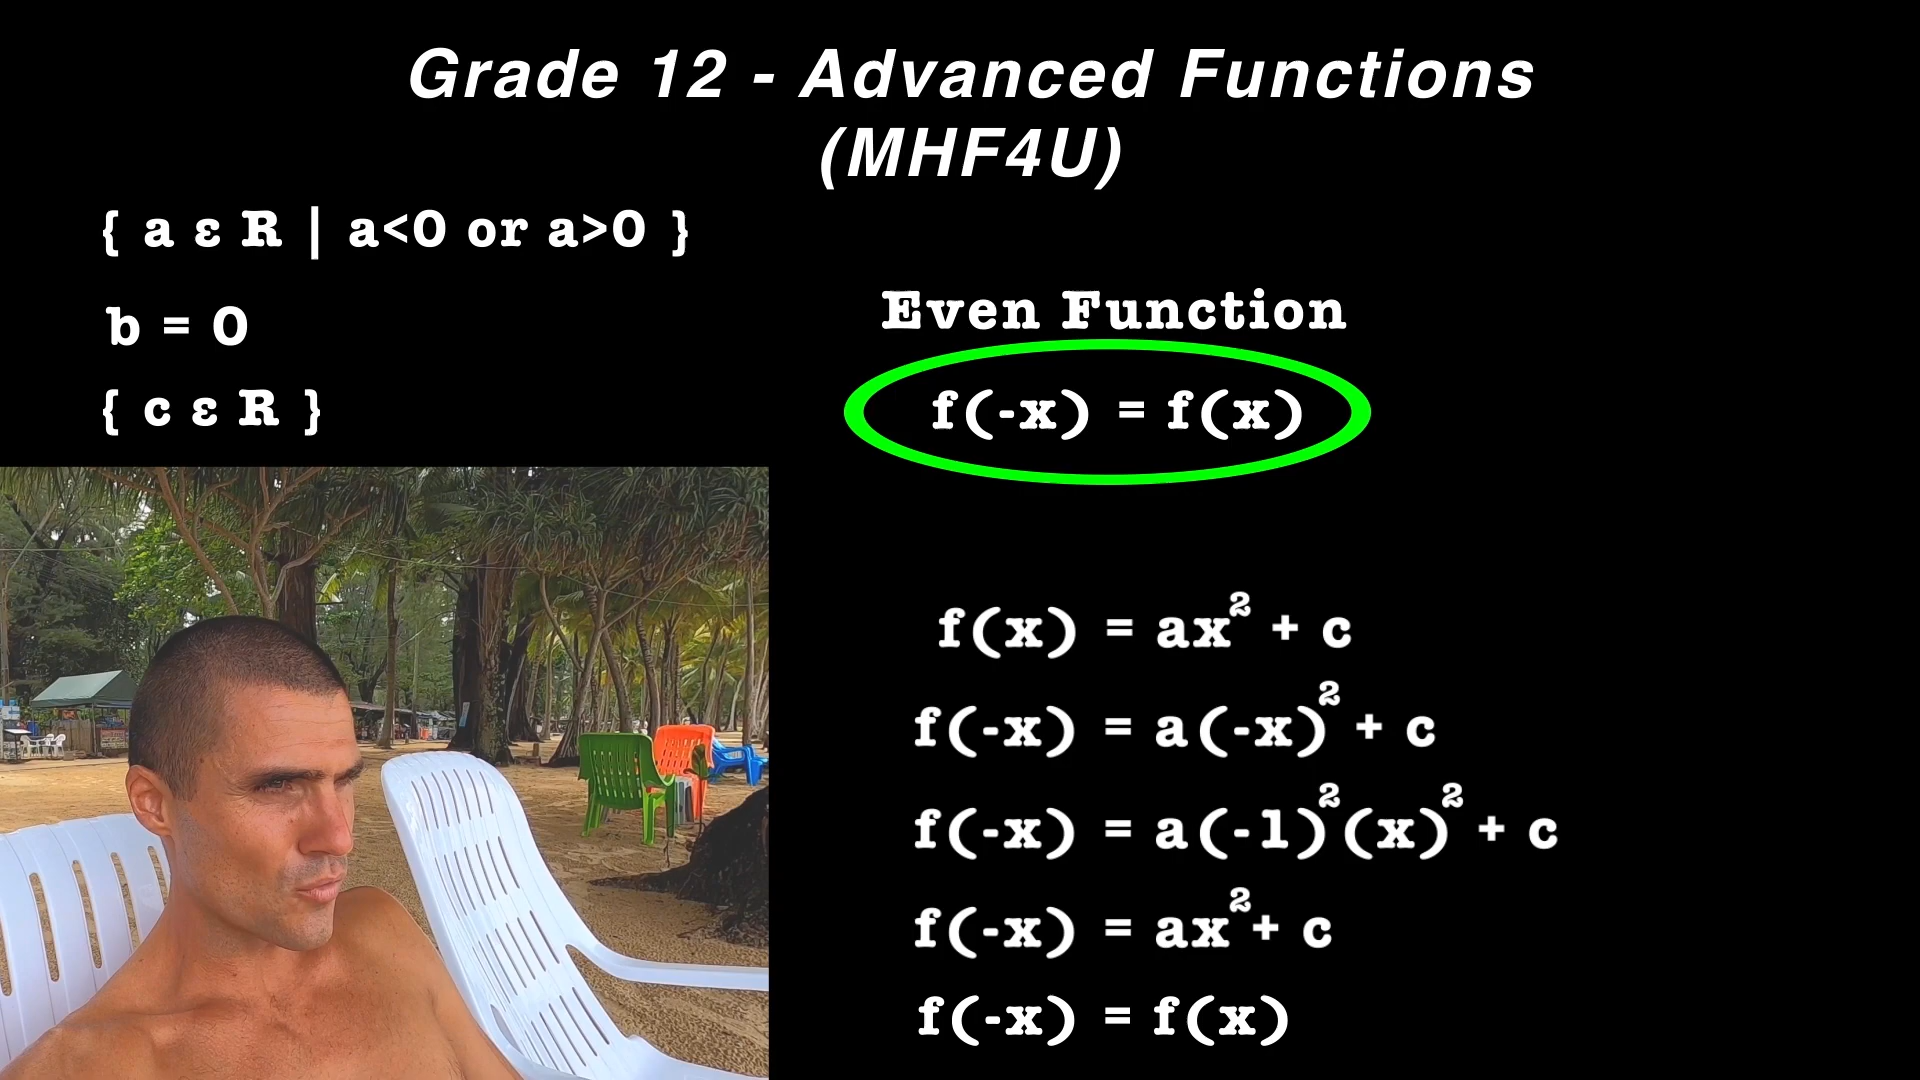 Grade 12 - Advanced Functions
(MHF4U)
{ a ε R | a<0 or a>0 }
b = 0
{ c ε R }
Even Function
f(-x) = f(x)
f(x) = ax² + c
f(-x) = a(-x)² + c
f(-x) = a(-1)²(x)² + c
f(-x) = ax² + c
f(-x) = f(x)